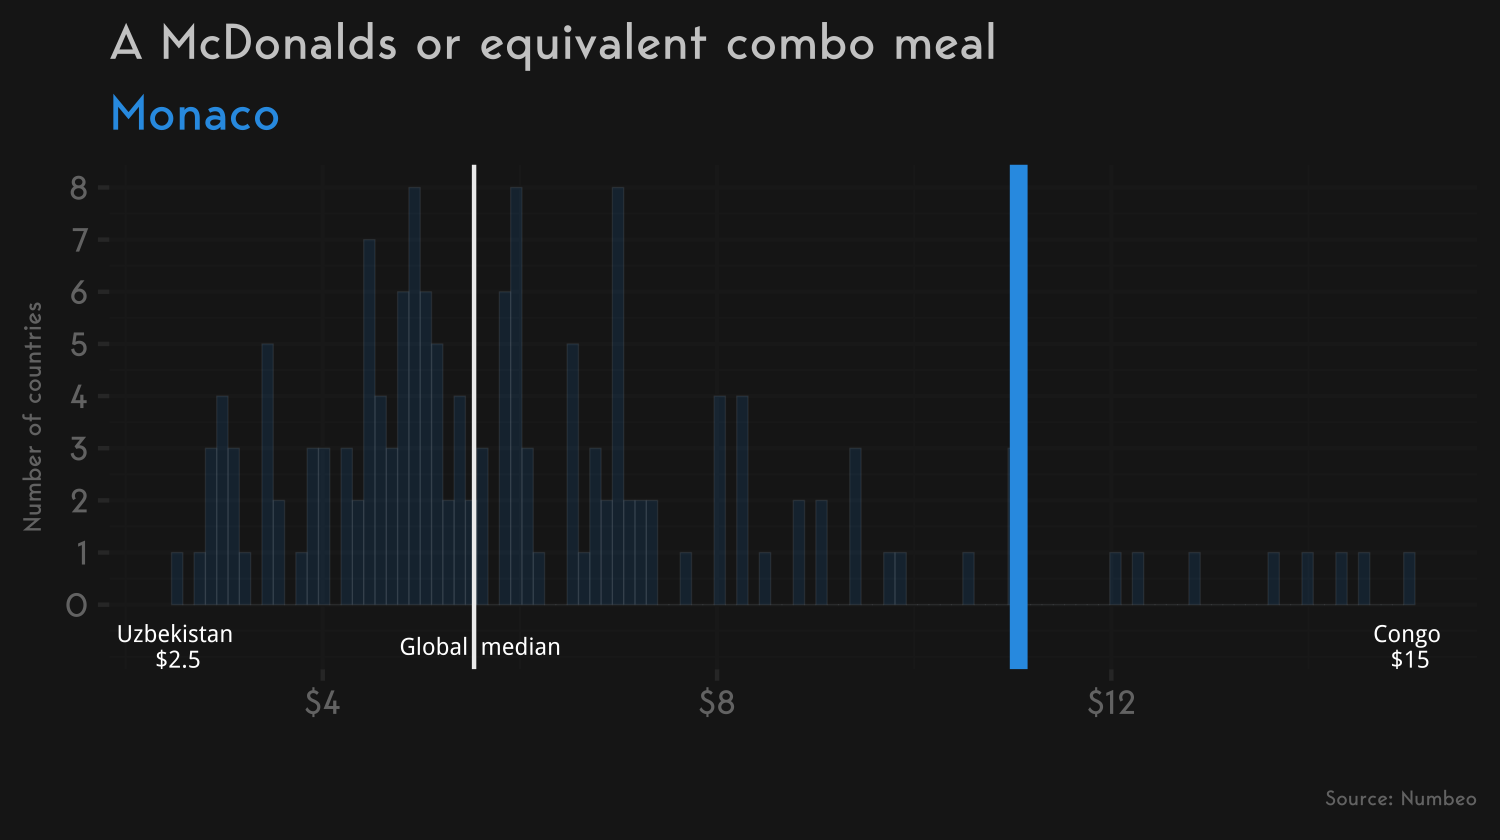 A McDonalds or equivalent combo meal
Monaco
Number of countries
8
7
6
5
4
3
2
1
0
Uzbekistan
$2.5
Global median
Congo
$15
$4 $8 $12
Source: Numbeo